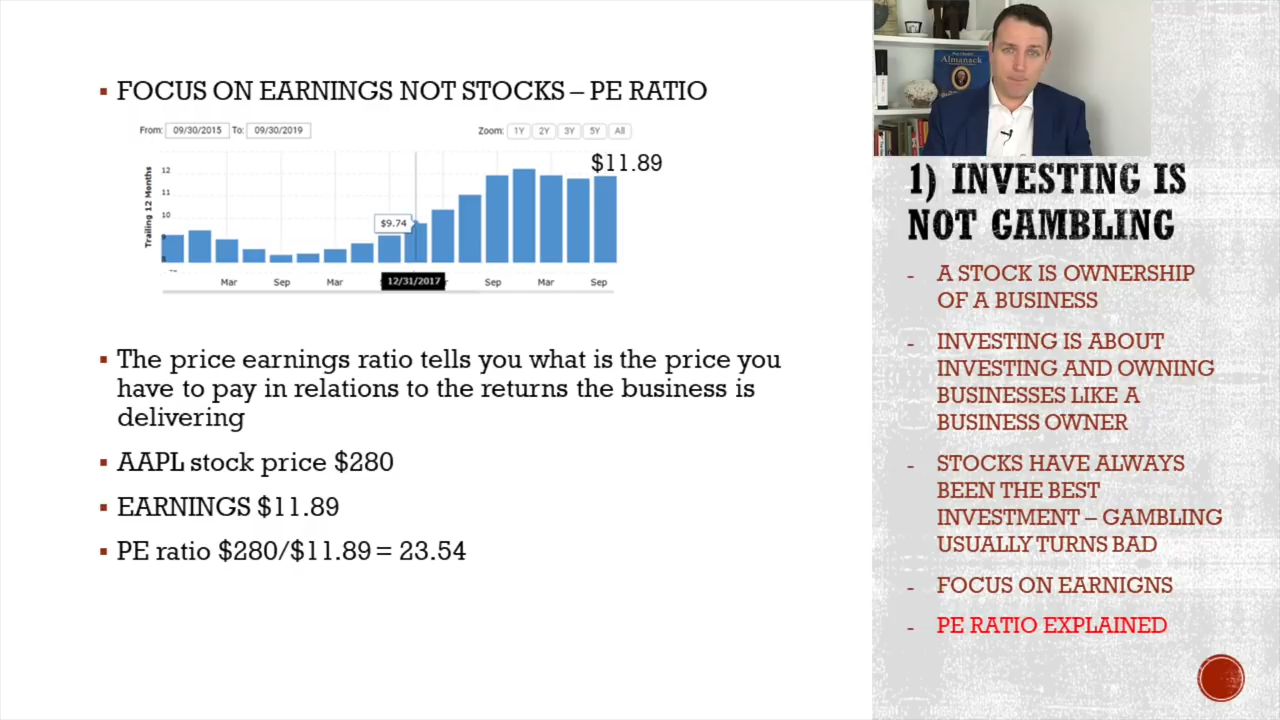 FOCUS ON EARNINGS NOT STOCKS – PE RATIO
From: 09/30/2015 To: 09/30/2019
Zoom: 1Y 2Y 3Y 5Y All
$11.89
Trailing 12 Months
12
11
10
$9.74
Mar Sep Mar 12/31/2017 Sep Mar Sep
The price earnings ratio tells you what is the price you
have to pay in relations to the returns the business is
delivering
AAPL stock price $280
EARNINGS $11.89
PE ratio $280/$11.89 = 23.54
Almanack
1) INVESTING IS
NOT GAMBLING
- A STOCK IS OWNERSHIP
OF A BUSINESS
- INVESTING IS ABOUT
INVESTING AND OWNING
BUSINESSES LIKE A
BUSINESS OWNER
- STOCKS HAVE ALWAYS
BEEN THE BEST
INVESTMENT – GAMBLING
USUALLY TURNS BAD
- FOCUS ON EARNIGNS
- PE RATIO EXPLAINED